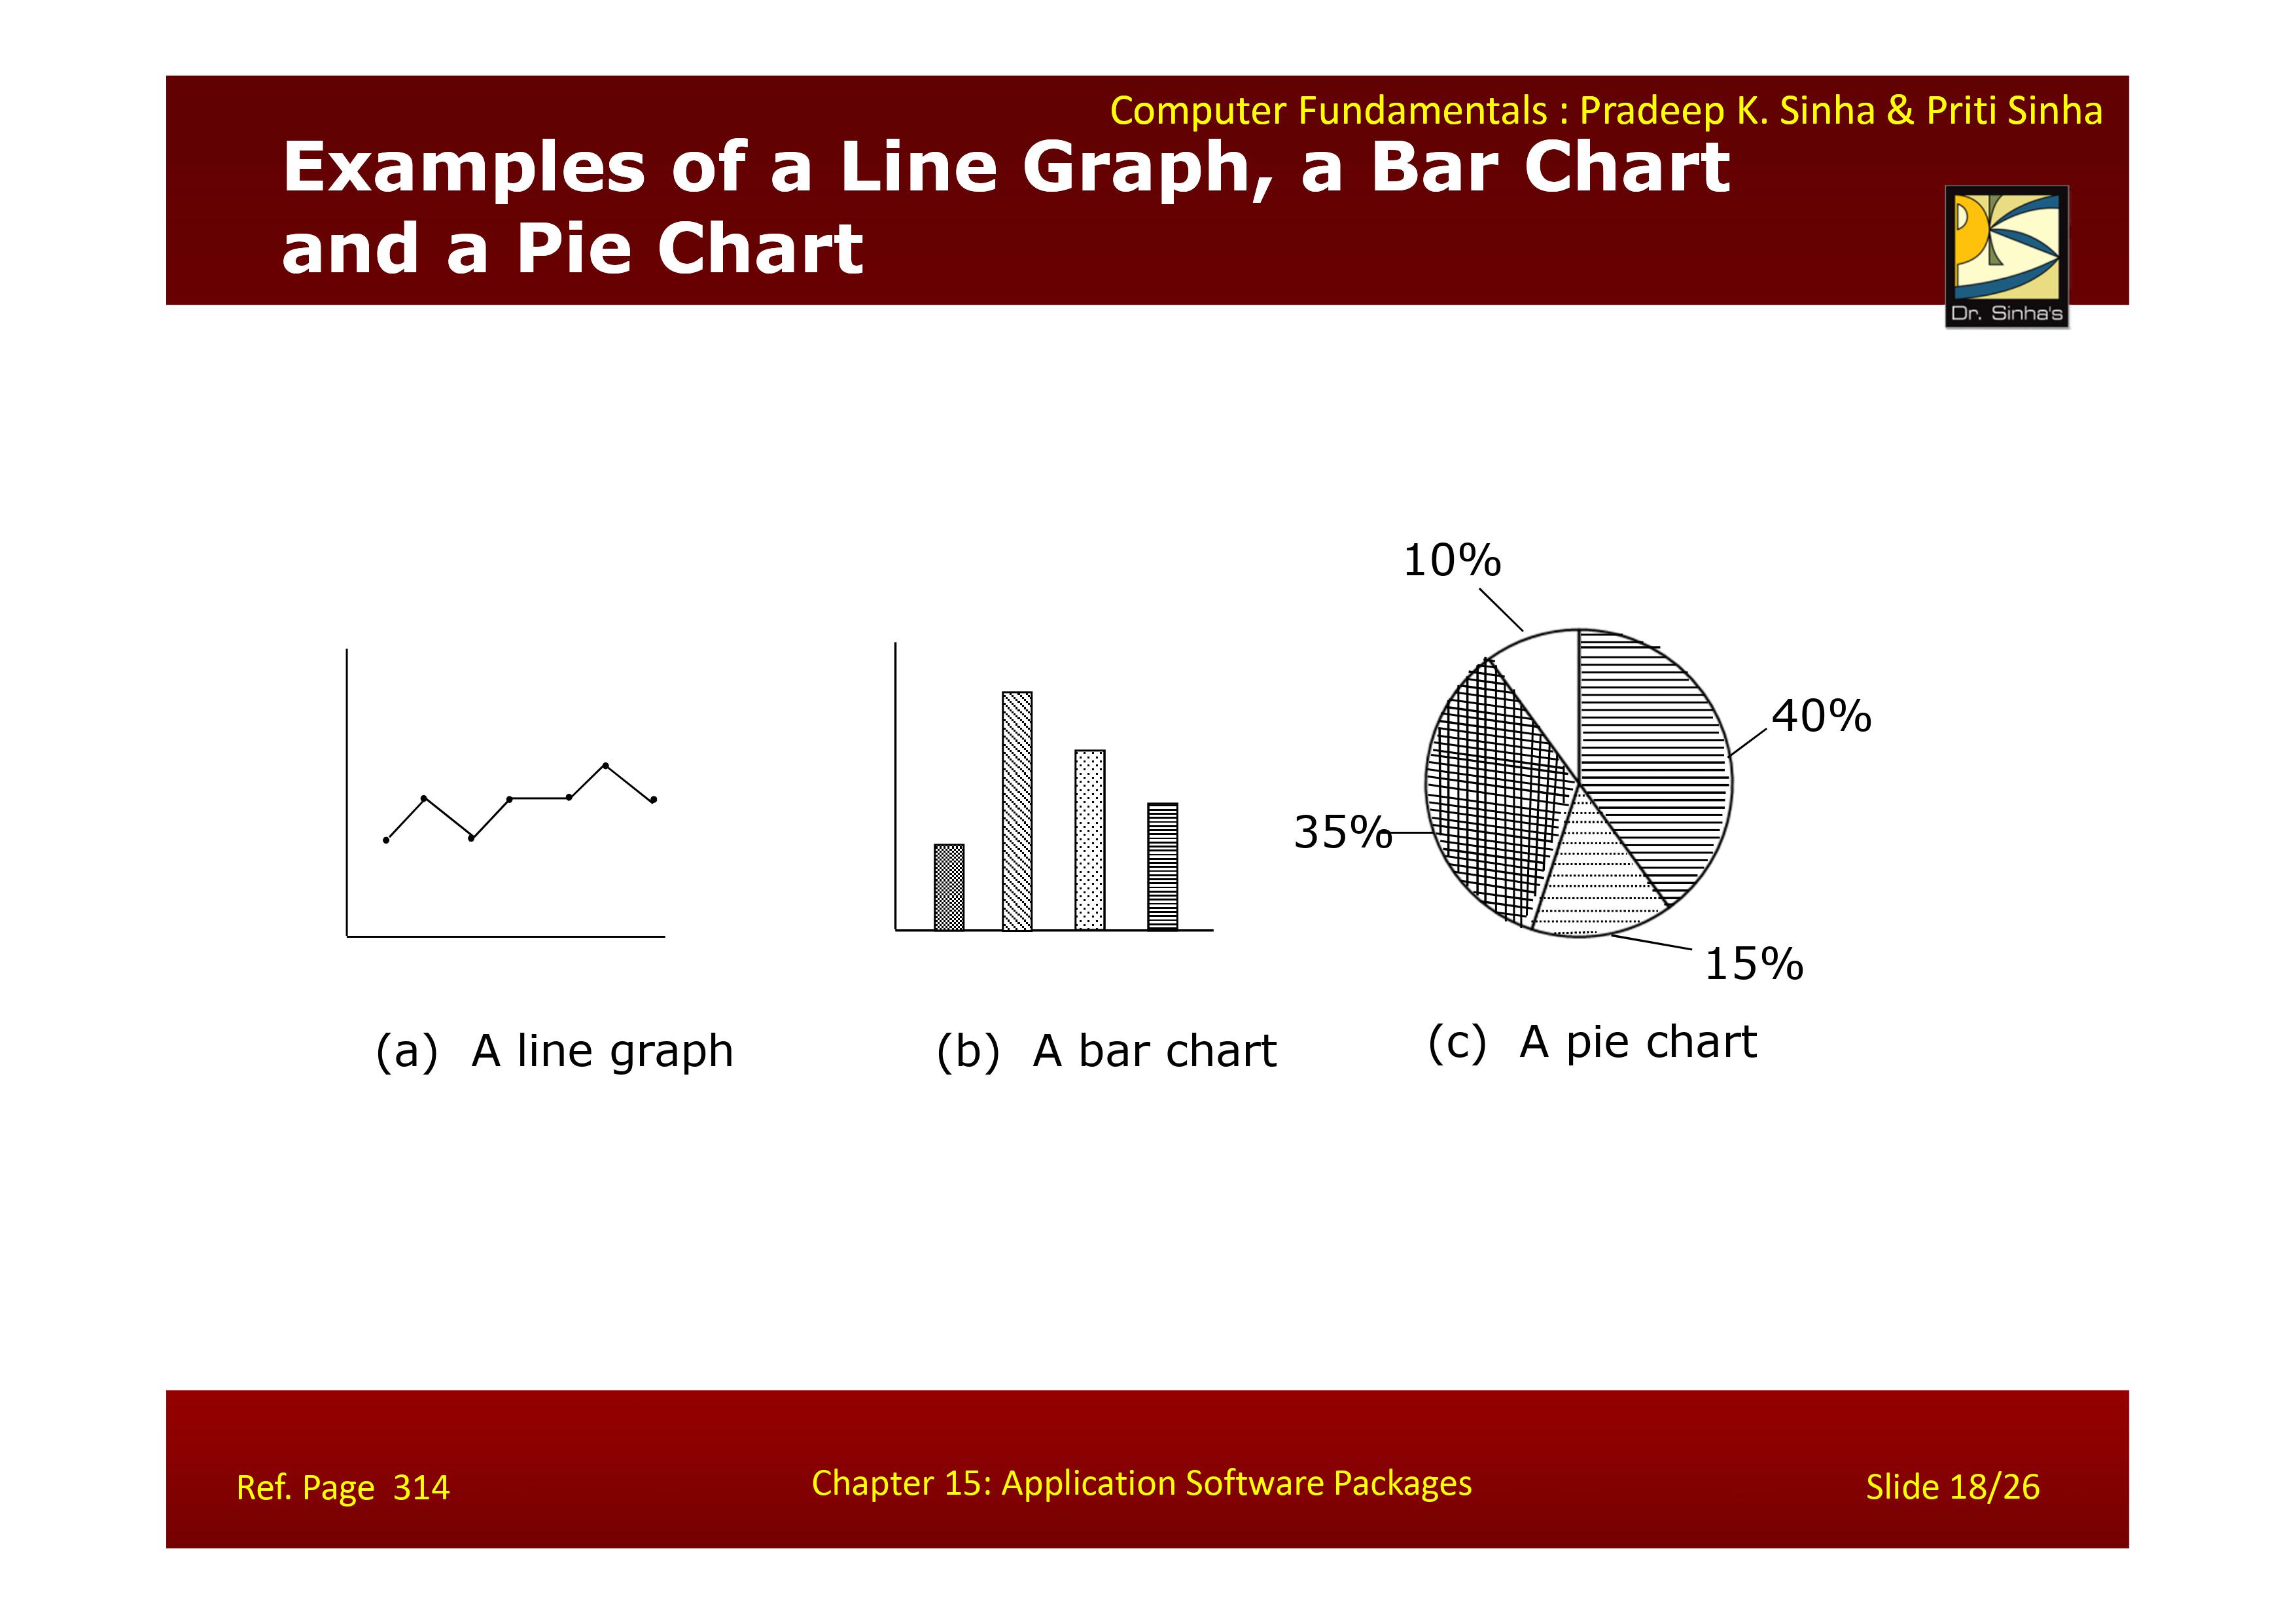 Computer Fundamentals : Pradeep K. Sinha & Priti Sinha
Examples of a Line Graph, a Bar Chart
and a Pie Chart
Dr. Sinha's
10%
40%
35%
15%
(a) A line graph
(b) A bar chart
(c) A pie chart
Ref. Page 314
Chapter 15: Application Software Packages
Slide 18/26